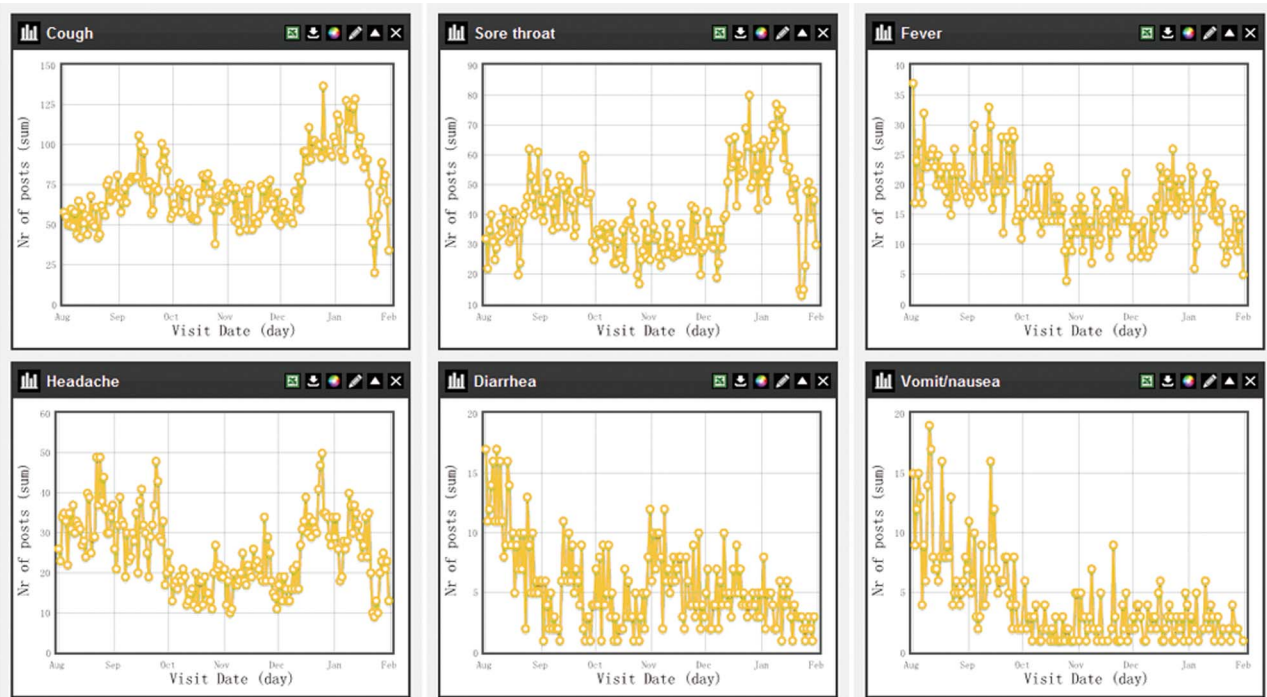 Cough
150
125
100
75
50
25
0
Nr of posts (sum)
Aug Sep Oct Nov Dec Jan Feb
Visit Date (day)
Sore throat
90
80
70
60
50
40
30
20
10
Nr of posts (sum)
Aug Sep Oct Nov Dec Jan Feb
Visit Date (day)
Fever
40
35
30
25
20
15
10
5
0
Nr of posts (sum)
Aug Sep Oct Nov Dec Jan Feb
Visit Date (day)
Headache
60
50
40
30
20
10
0
Nr of posts (sum)
Aug Sep Oct Nov Dec Jan Feb
Visit Date (day)
Diarrhea
20
15
10
5
0
Nr of posts (sum)
Aug Sep Oct Nov Dec Jan Feb
Visit Date (day)
Vomit/nausea
20
15
10
5
0
Nr of posts (sum)
Aug Sep Oct Nov Dec Jan Feb
Visit Date (day)